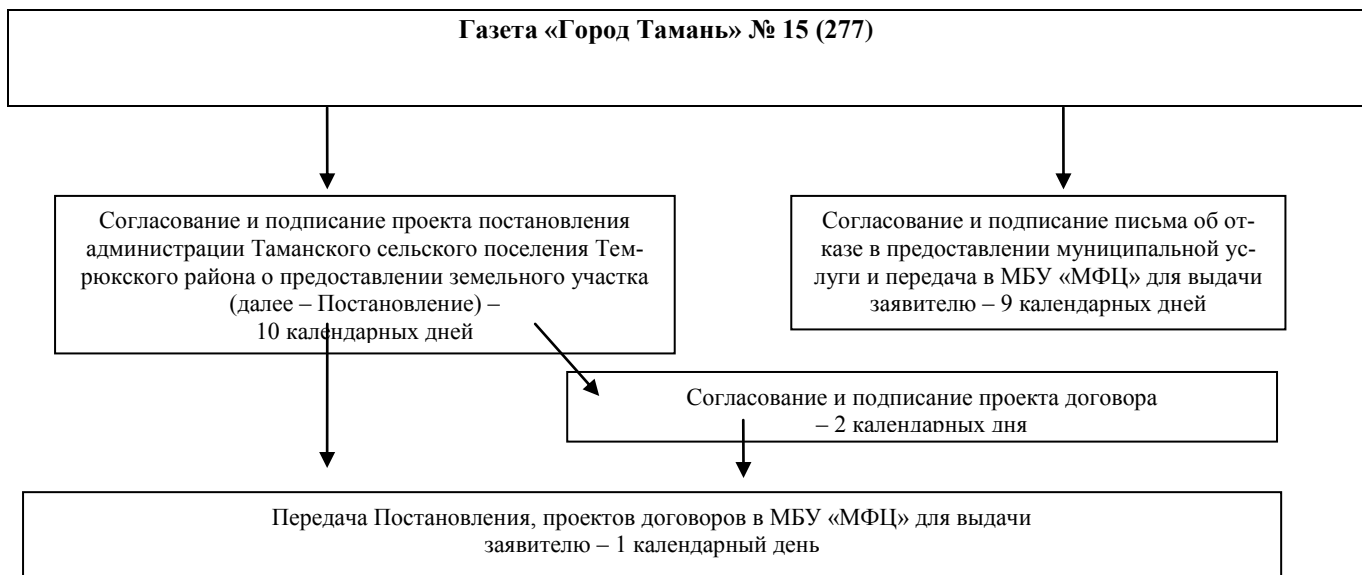 Газета «Город Тамань» № 15 (277)
Согласование и подписание проекта постановления
администрации Таманского сельского поселения Тем-
рюкского района о предоставлении земельного участка
(далее – Постановление) –
10 календарных дней
Согласование и подписание письма об от-
казе в предоставлении муниципальной ус-
луги и передача в МБУ «МФЦ» для выдачи
заявителю – 9 календарных дней
Согласование и подписание проекта договора
– 2 календарных дня
Передача Постановления, проектов договоров в МБУ «МФЦ» для выдачи
заявителю – 1 календарный день